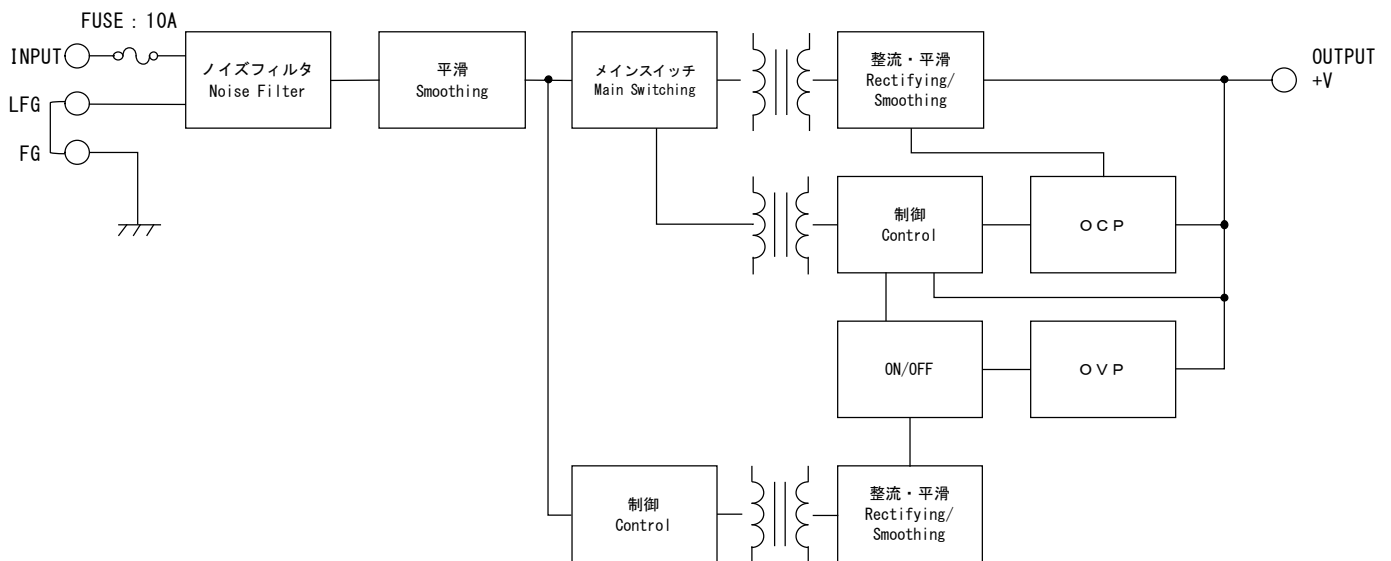 FUSE : 10A
INPUT
LFG
FG
ノイズフィルタ
Noise Filter
平滑
Smoothing
メインスイッチ
Main Switching
整流・平滑
Rectifying/
Smoothing
OUTPUT
+V
制御
Control
ＯＣＰ
ON/OFF
ＯＶＰ
制御
Control
整流・平滑
Rectifying/
Smoothing